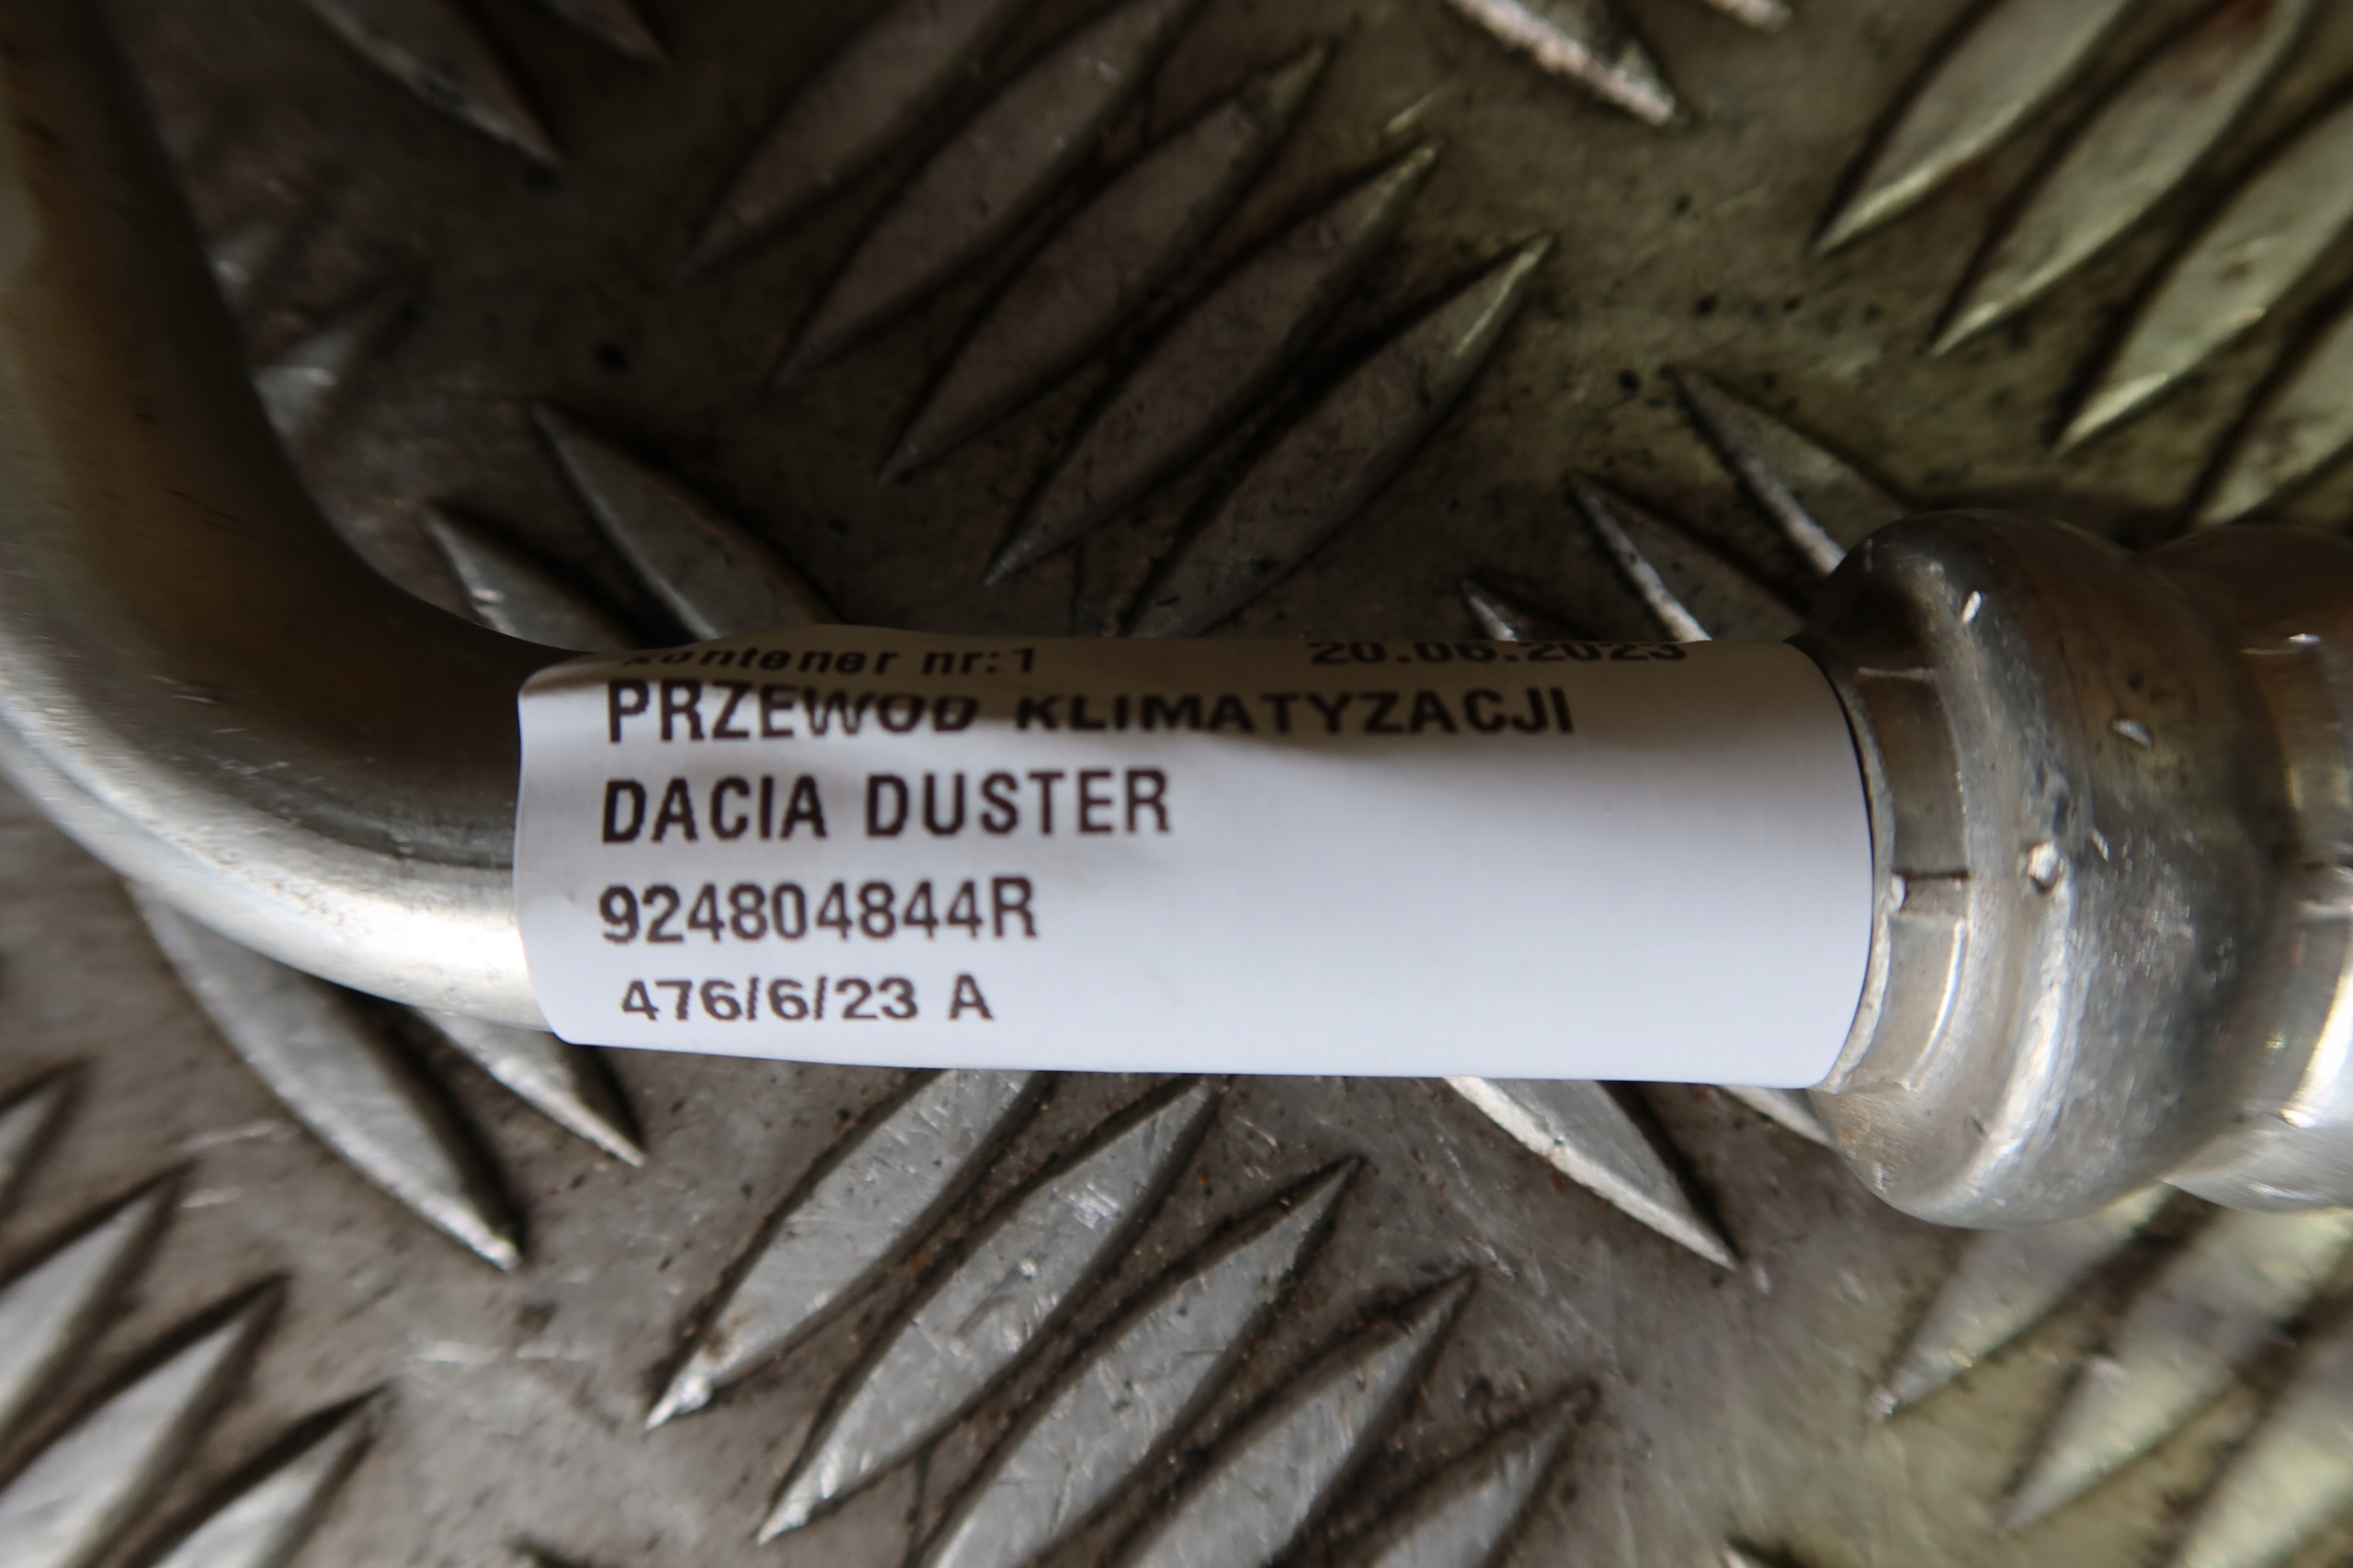 kontener nr:1 20.06.2023
PRZEWOD KLIMATYZACJI
DACIA DUSTER
924804844R
476/6/23 A